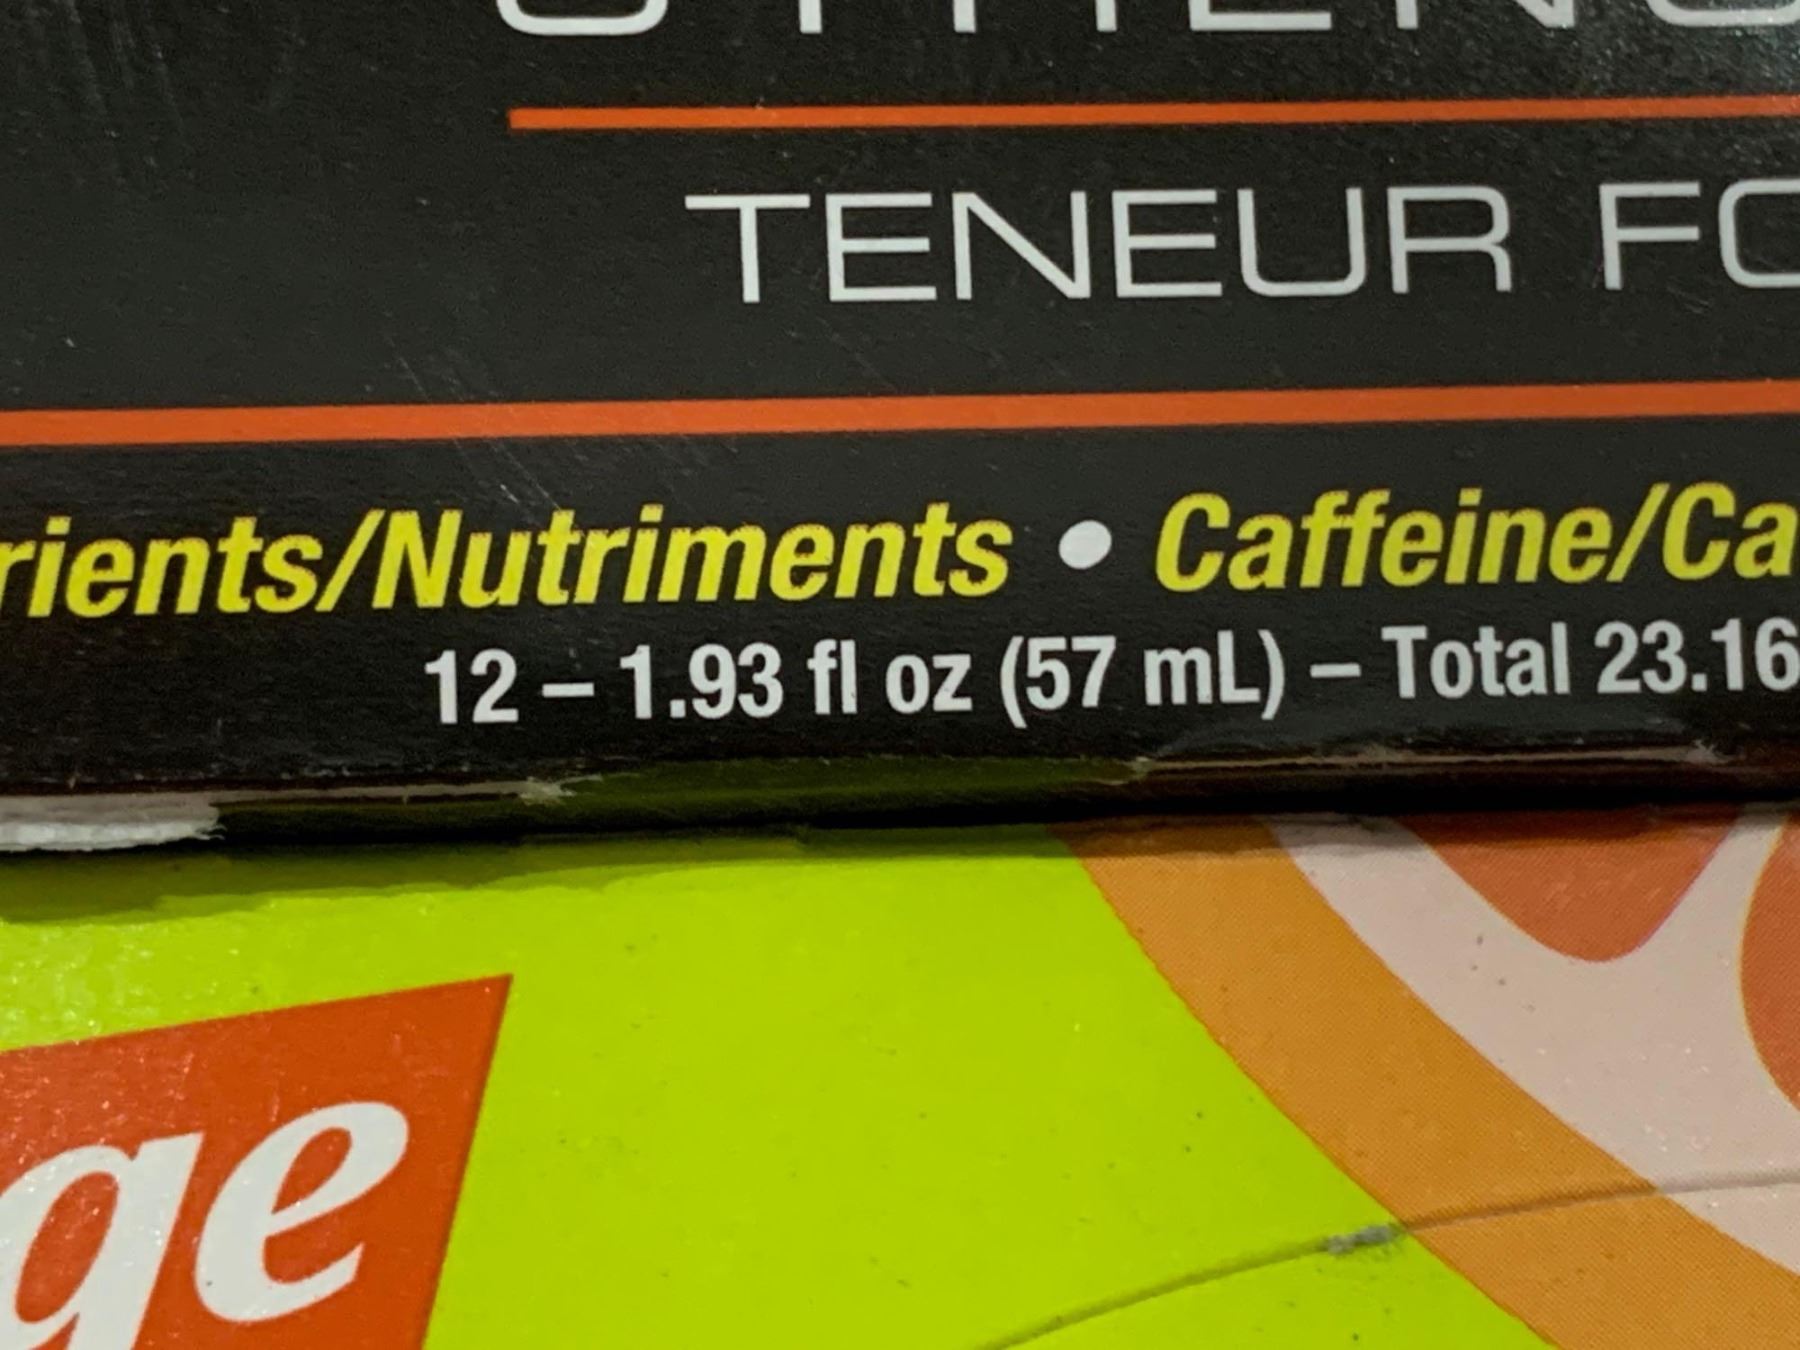 TENEUR
rients/Nutriments • Caffeine/Ca
12 – 1.93 fl oz (57 mL) – Total 23.16
ge